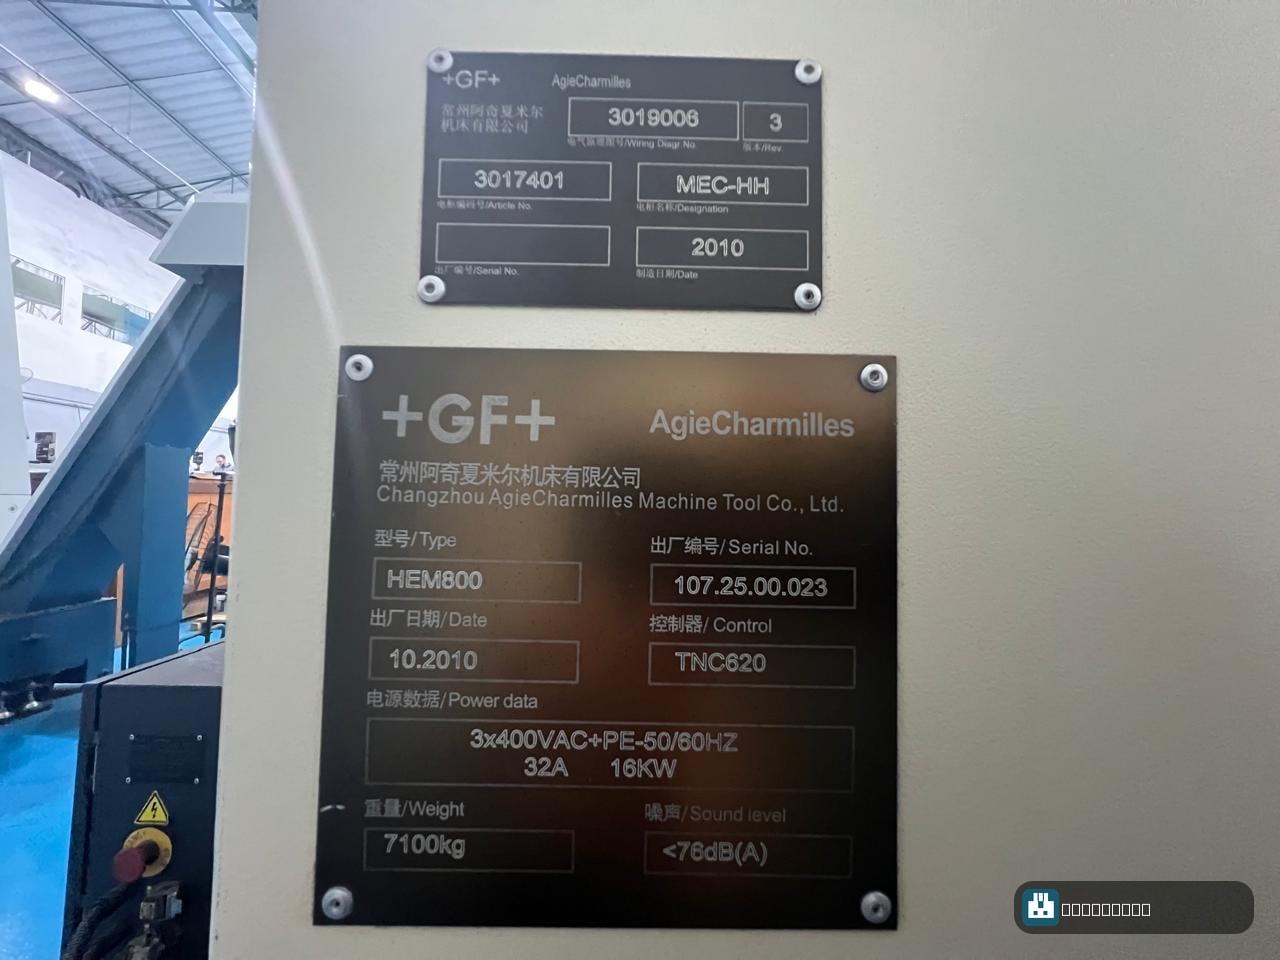 +GF+ AgieCharmilles
常州阿奇夏米尔
机床有限公司
3019006 3
电气原理图号/Wiring Diagr No. 版本/Rev
3017401 MEC-HH
电柜编码号/Article No. 电柜名称/Designation
2010
出厂编号/Serial No. 制造日期/Date
+GF+ AgieCharmilles
常州阿奇夏米尔机床有限公司
Changzhou AgieCharmilles Machine Tool Co., Ltd.
型号/Type 出厂编号/Serial No.
HEM800 107.25.00.023
出厂日期/Date 控制器/Control
10.2010 TNC620
电源数据/Power data
3x400VAC+PE-50/60HZ
32A 16KW
重量/Weight 噪声/Sound level
7100kg <76dB(A)